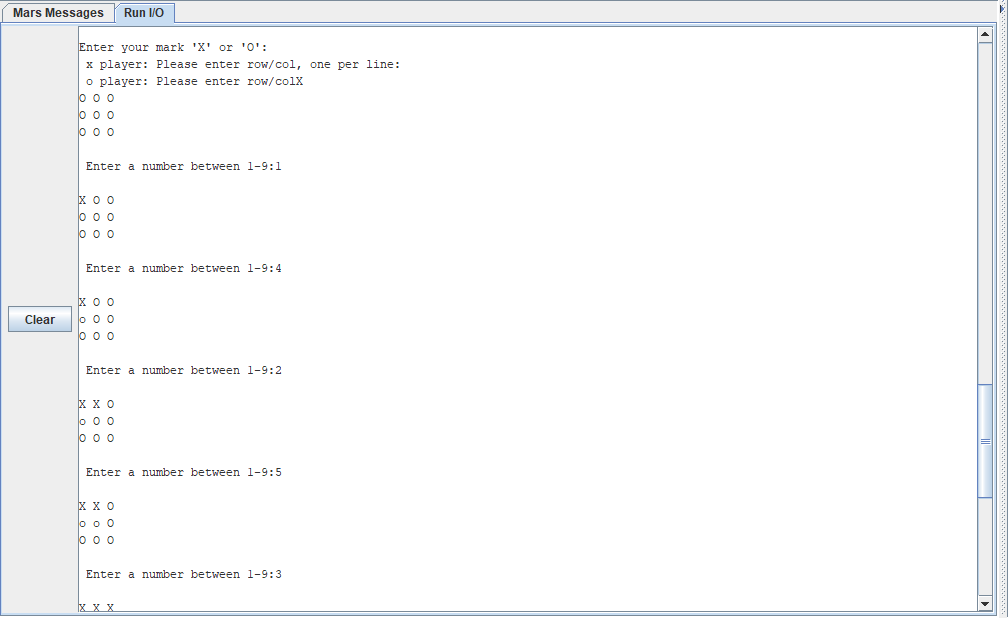 Mars Messages Run I/O
Enter your mark 'X' or 'O':
x player: Please enter row/col, one per line:
o player: Please enter row/colX
O O O
O O O
O O O
Enter a number between 1-9:1
X O O
O O O
O O O
Enter a number between 1-9:4
X O O
o O O
O O O
Enter a number between 1-9:2
X X O
o O O
O O O
Enter a number between 1-9:5
X X O
o o O
O O O
Enter a number between 1-9:3
X X X
Clear